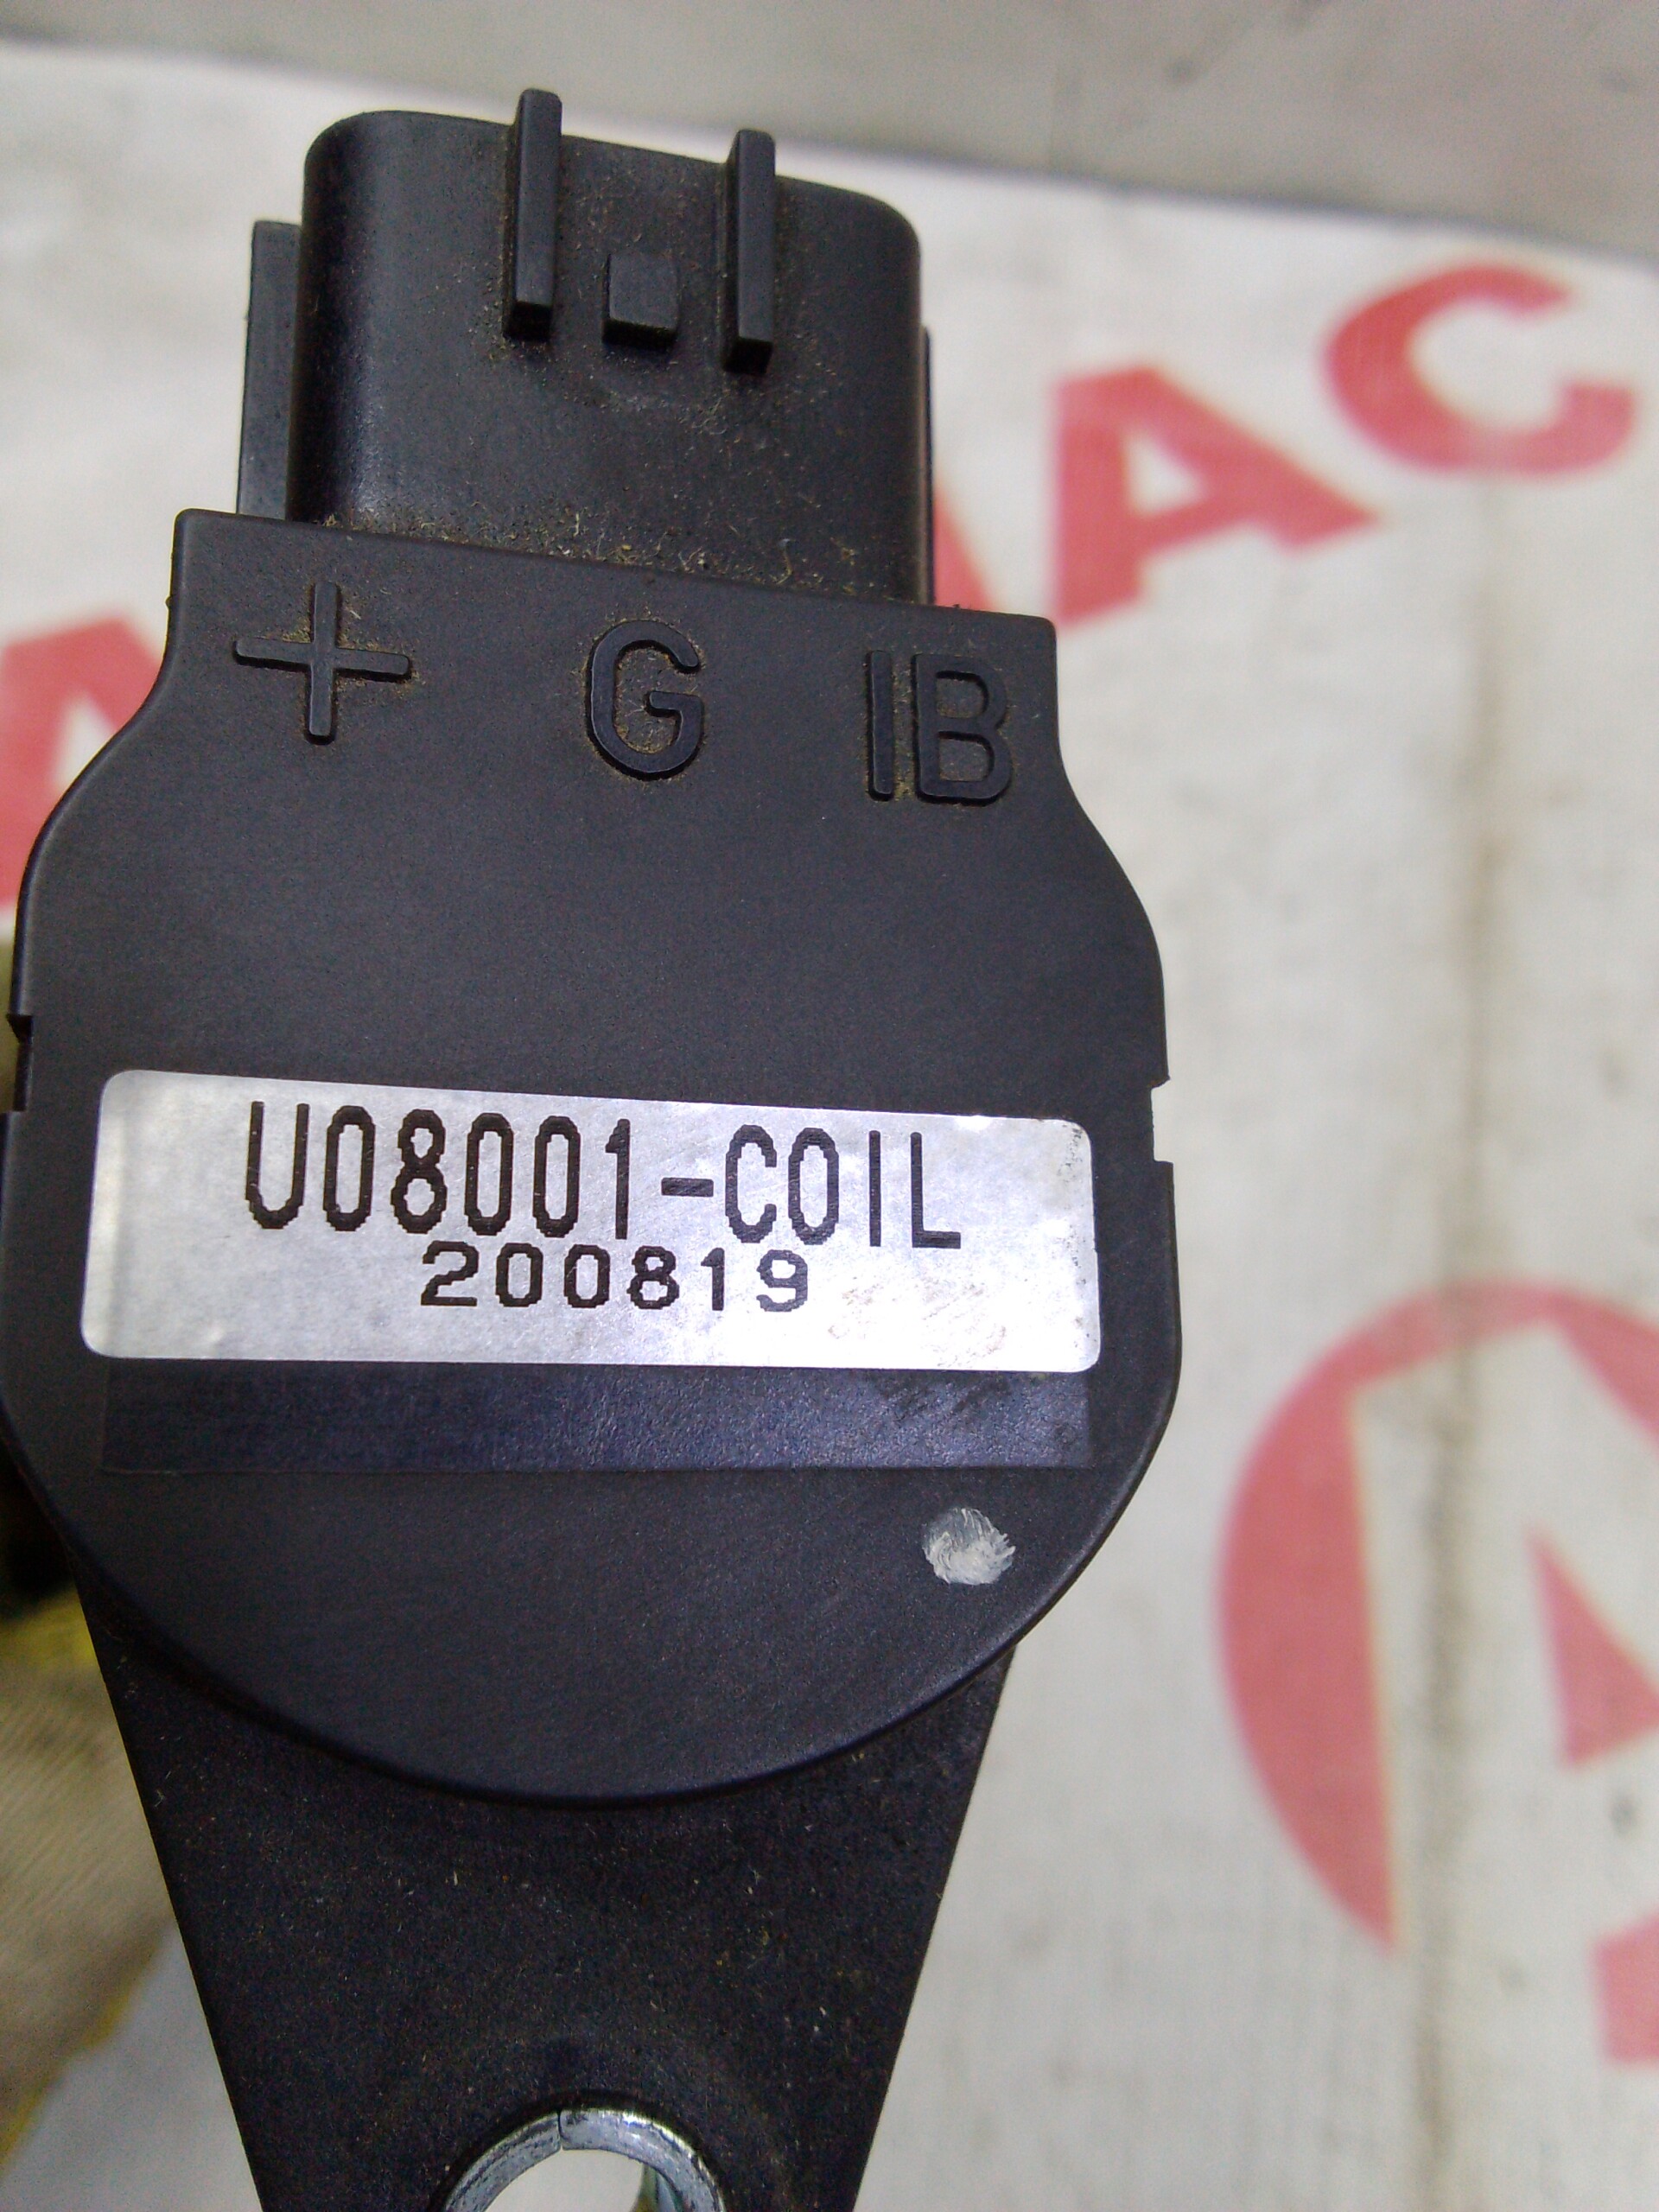 + G IB
U08001-COIL
200819